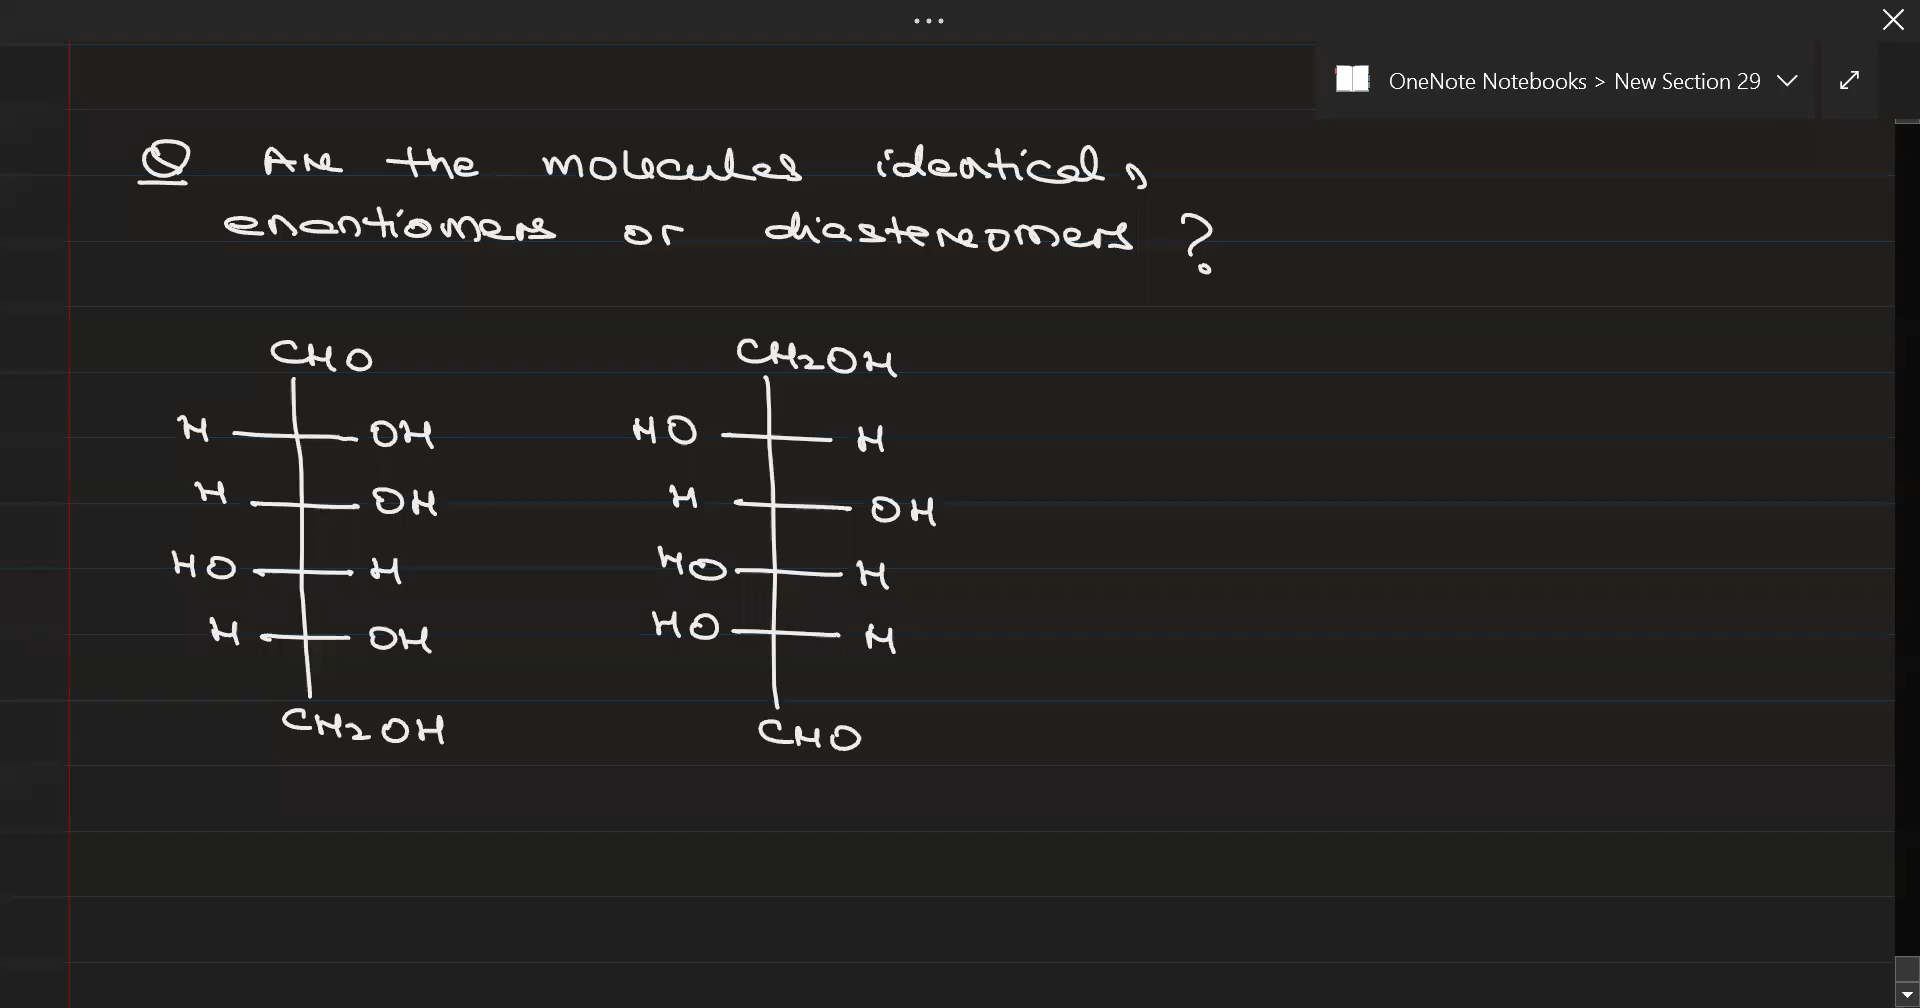 ...
OneNote Notebooks > New Section 29
Q Are the molecules identical,
enantiomers or diastereomers ?
CHO CH2OH
H OH HO H
H OH H OH
HO H HO H
H OH HO H
CH2OH CHO